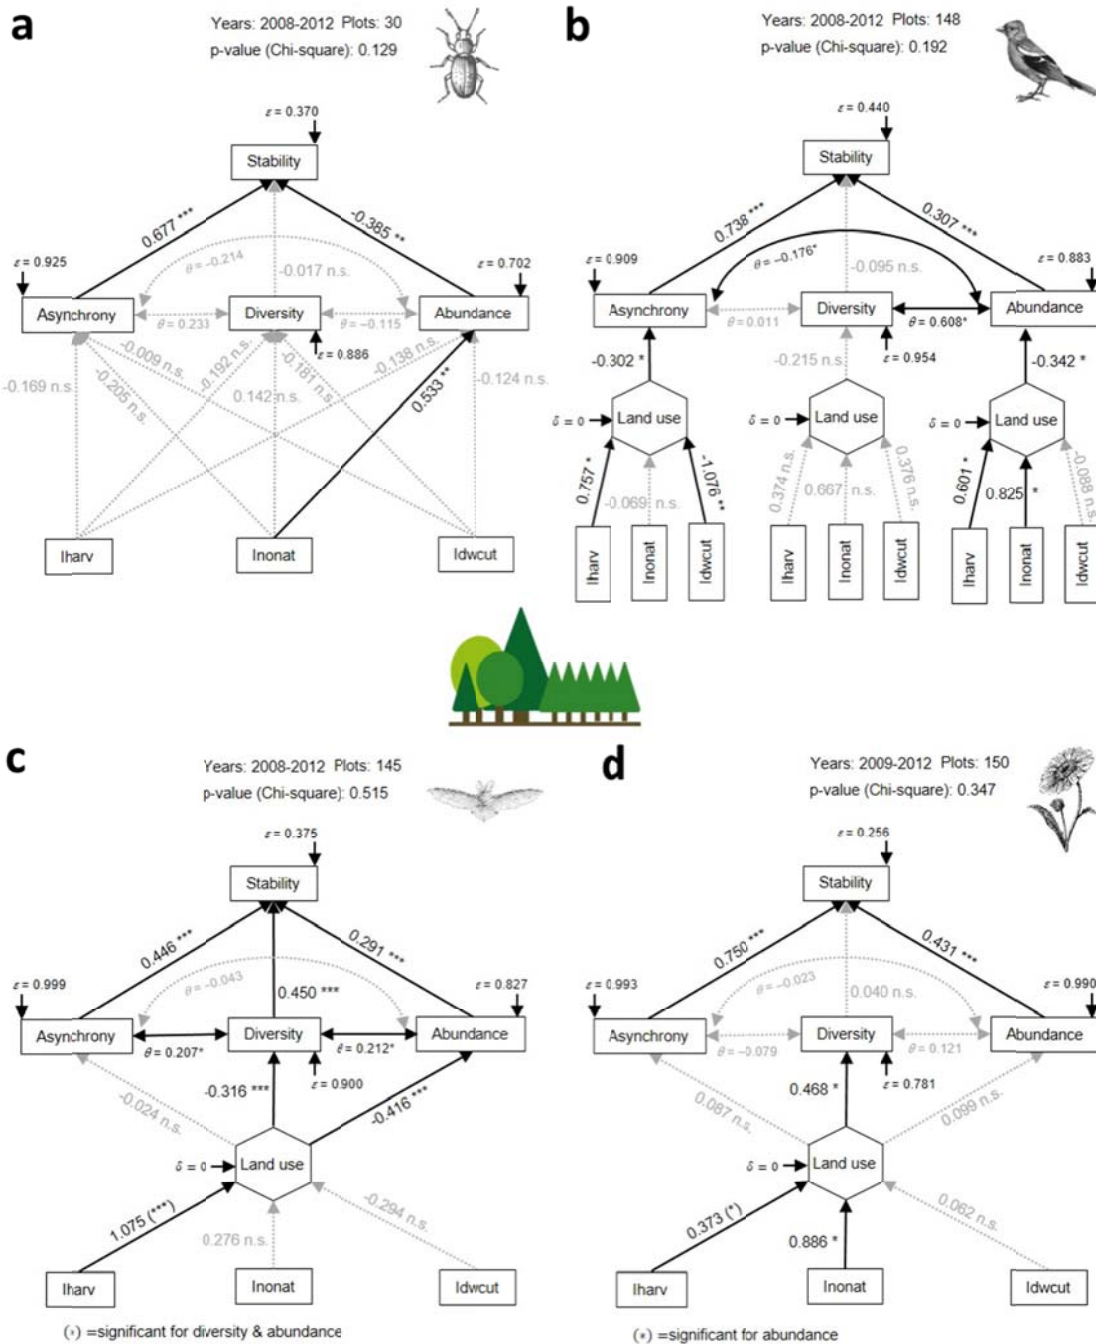 a
Years: 2008-2012 Plots: 30
p-value (Chi-square): 0.129
ε = 0.370
Stability
0.677 ***
-0.385 **
θ = -0.214
ε = 0.925
-0.017 n.s.
ε = 0.702
Asynchrony
Diversity
Abundance
θ = 0.233
θ = -0.115
ε = 0.886
-0.009 n.s.
-0.192 n.s.
-0.181 n.s.
-0.138 n.s.
-0.169 n.s.
-0.205 n.s.
0.142 n.s.
0.533 **
-0.124 n.s.
Iharv
Inonat
Idwcut
b
Years: 2008-2012 Plots: 148
p-value (Chi-square): 0.192
ε = 0.440
Stability
0.738 ***
0.307 ***
θ = -0.176*
ε = 0.909
-0.095 n.s.
ε = 0.883
Asynchrony
Diversity
Abundance
θ = 0.011
θ = 0.608*
ε = 0.954
-0.302 *
-0.215 n.s.
-0.342 *
δ = 0
Land use
δ = 0
Land use
δ = 0
Land use
0.757 *
-0.069 n.s.
-1.076 **
0.374 n.s.
0.667 n.s.
0.376 n.s.
0.601 *
0.825 *
-0.088 n.s.
Iharv
Inonat
Idwcut
Iharv
Inonat
Idwcut
Iharv
Inonat
Idwcut
c
Years: 2008-2012 Plots: 145
p-value (Chi-square): 0.515
ε = 0.375
Stability
0.446 ***
0.291 ***
θ = -0.043
ε = 0.999
0.450 ***
ε = 0.827
Asynchrony
Diversity
Abundance
θ = 0.207*
θ = 0.212*
ε = 0.900
-0.316 ***
-0.024 n.s.
-0.416 ***
δ = 0
Land use
1.075 (***)
0.276 n.s.
-0.294 n.s.
Iharv
Inonat
Idwcut
(*) =significant for diversity & abundance
d
Years: 2009-2012 Plots: 150
p-value (Chi-square): 0.347
ε = 0.256
Stability
0.750 ***
0.431 ***
θ = -0.023
ε = 0.993
0.040 n.s.
ε = 0.990
Asynchrony
Diversity
Abundance
θ = -0.079
θ = 0.121
ε = 0.781
0.468 *
0.087 n.s.
0.099 n.s.
δ = 0
Land use
0.373 (*)
0.886 *
0.062 n.s.
Iharv
Inonat
Idwcut
(*) =significant for abundance